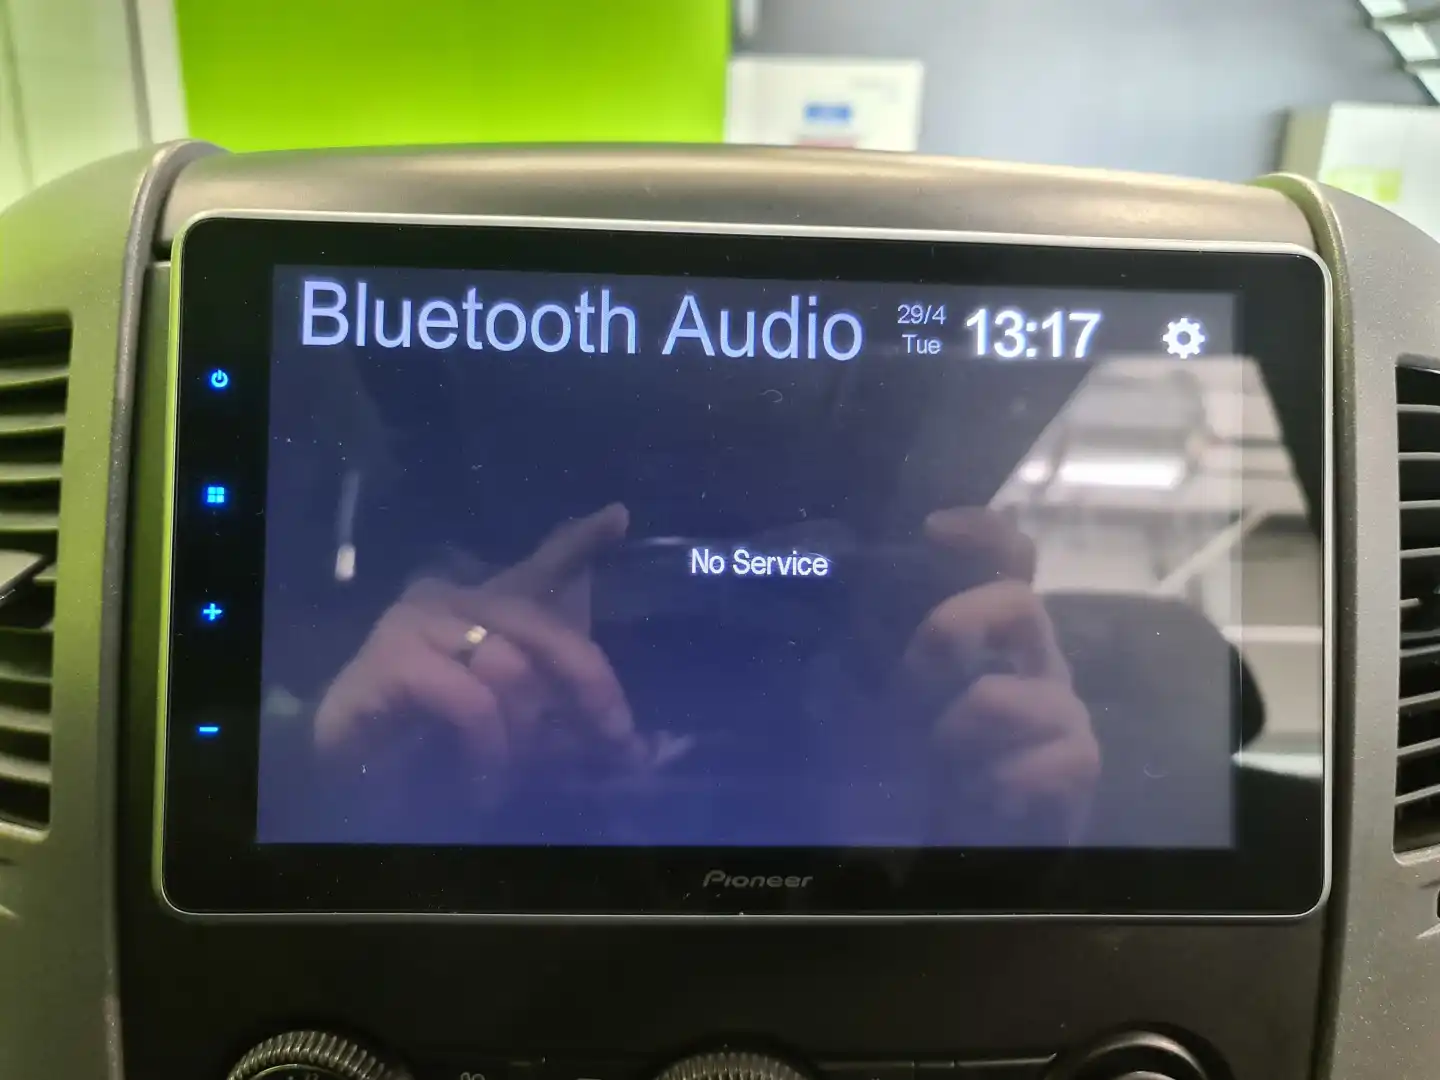 Bluetooth Audio
29/4
Tue
13:17
No Service
Pioneer